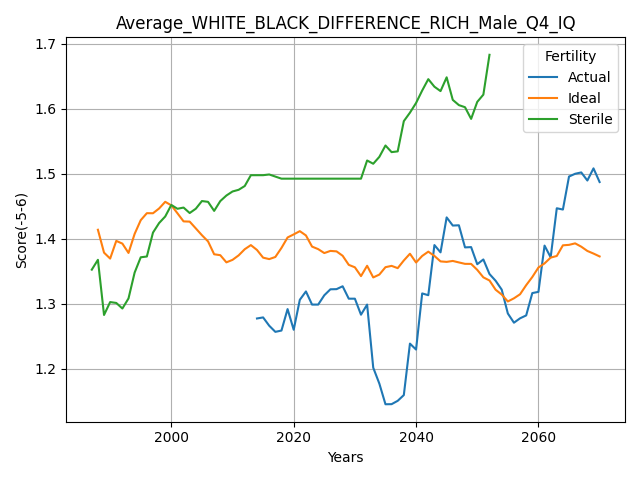 Average_WHITE_BLACK_DIFFERENCE_RICH_Male_Q4_IQ
1.7
1.6
1.5
1.4
1.3
1.2
Score(-5-6)
Fertility
Actual
Ideal
Sterile
2000
2020
2040
2060
Years